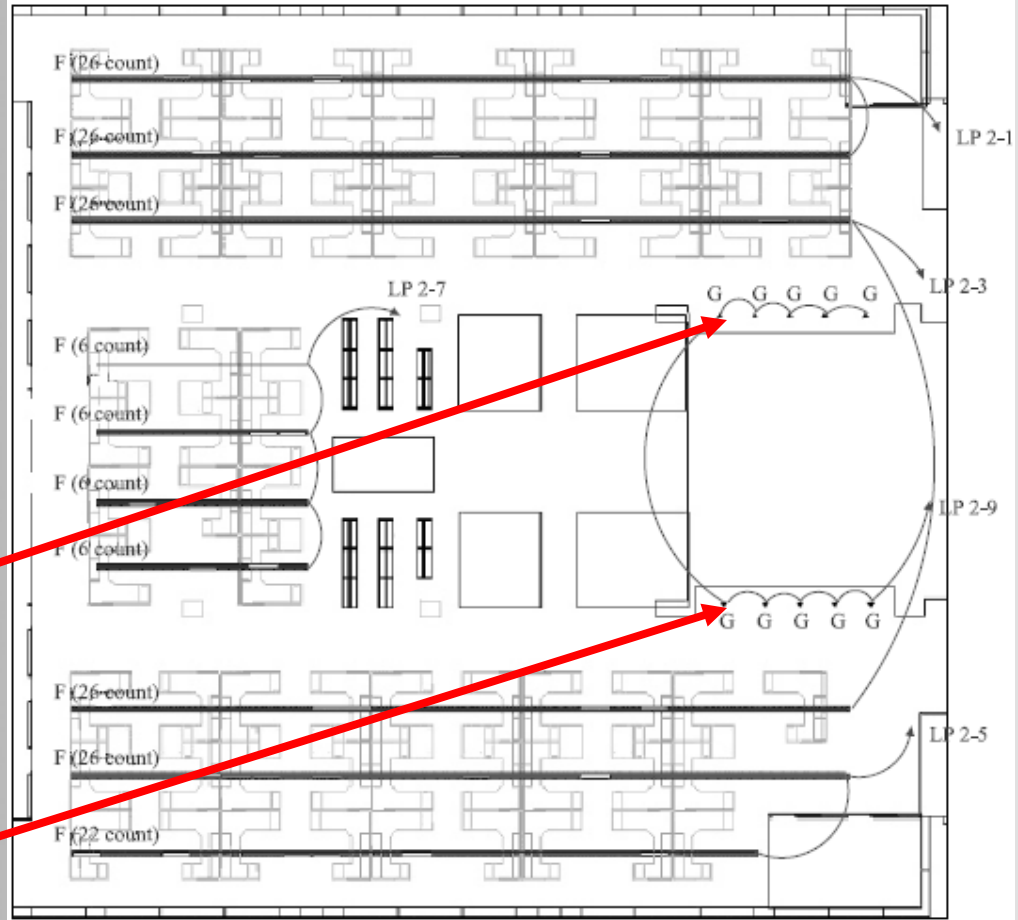 F (26 count)
LP 2-1
F (26 count)
F (26 count)
LP 2-3
LP 2-7
G G G G G
F (6 count)
F (6 count)
F (6 count)
LP 2-9
F (6 count)
G G G G G
F (26 count)
LP 2-5
F (26 count)
F (22 count)